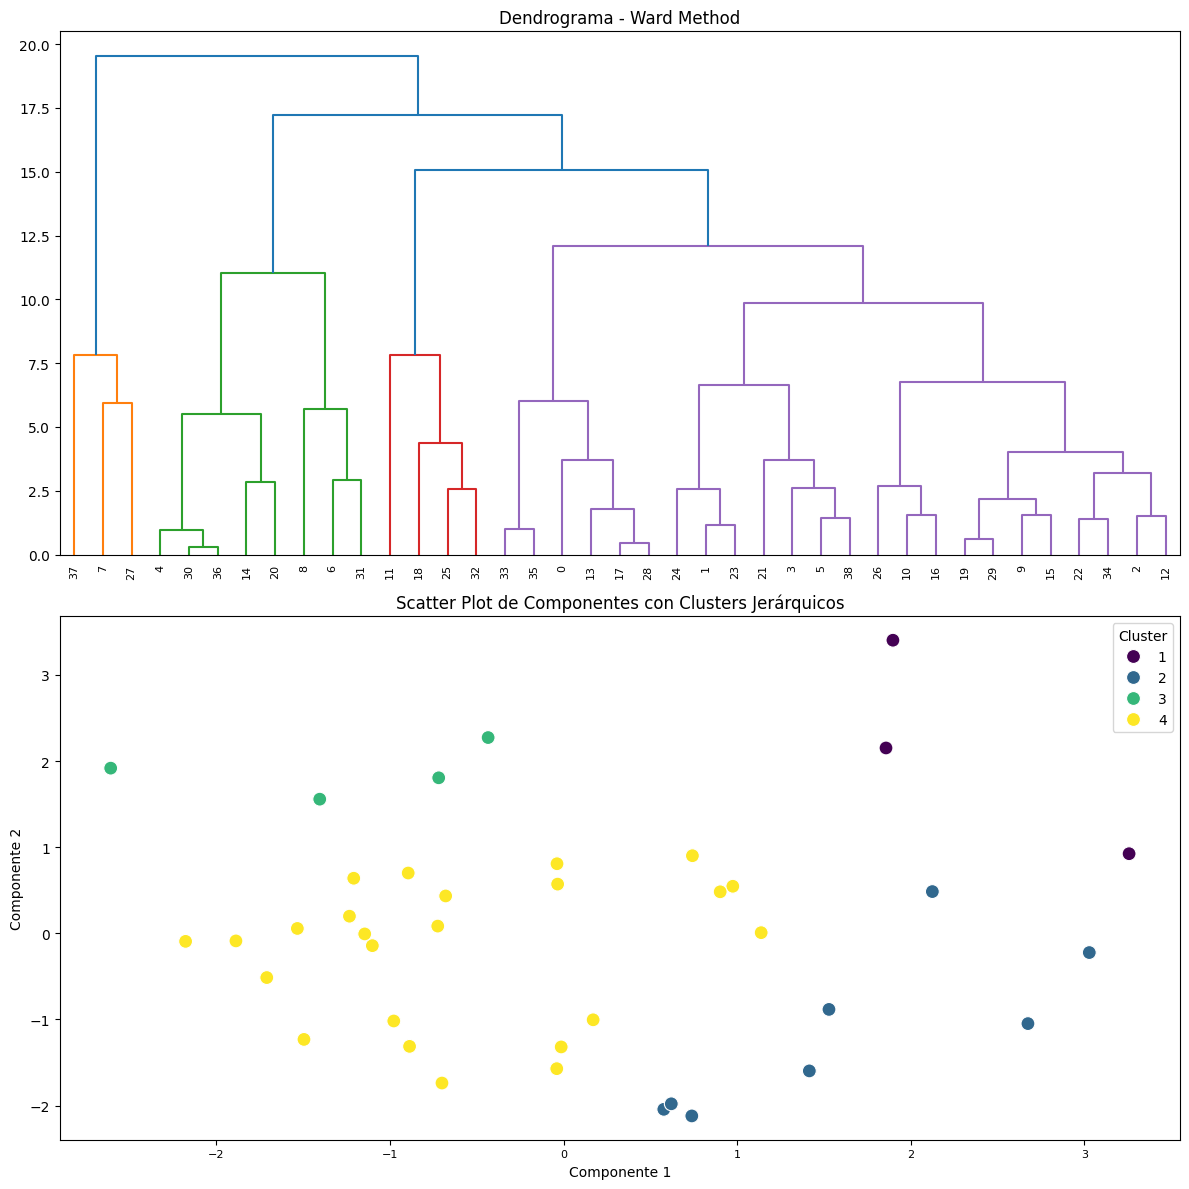 Dendrograma - Ward Method
20.0
17.5
15.0
12.5
10.0
7.5
5.0
2.5
0.0
37 7 27 4 30 36 14 20 8 6 31 11 18 25 32 33 35 0 13 17 28 24 1 23 21 3 5 38 26 10 16 19 29 9 15 22 34 2 12
Scatter Plot de Componentes con Clusters Jerárquicos
Cluster
1
2
3
4
Componente 2
3
2
1
0
−1
−2
−2 −1 0 1 2 3
Componente 1